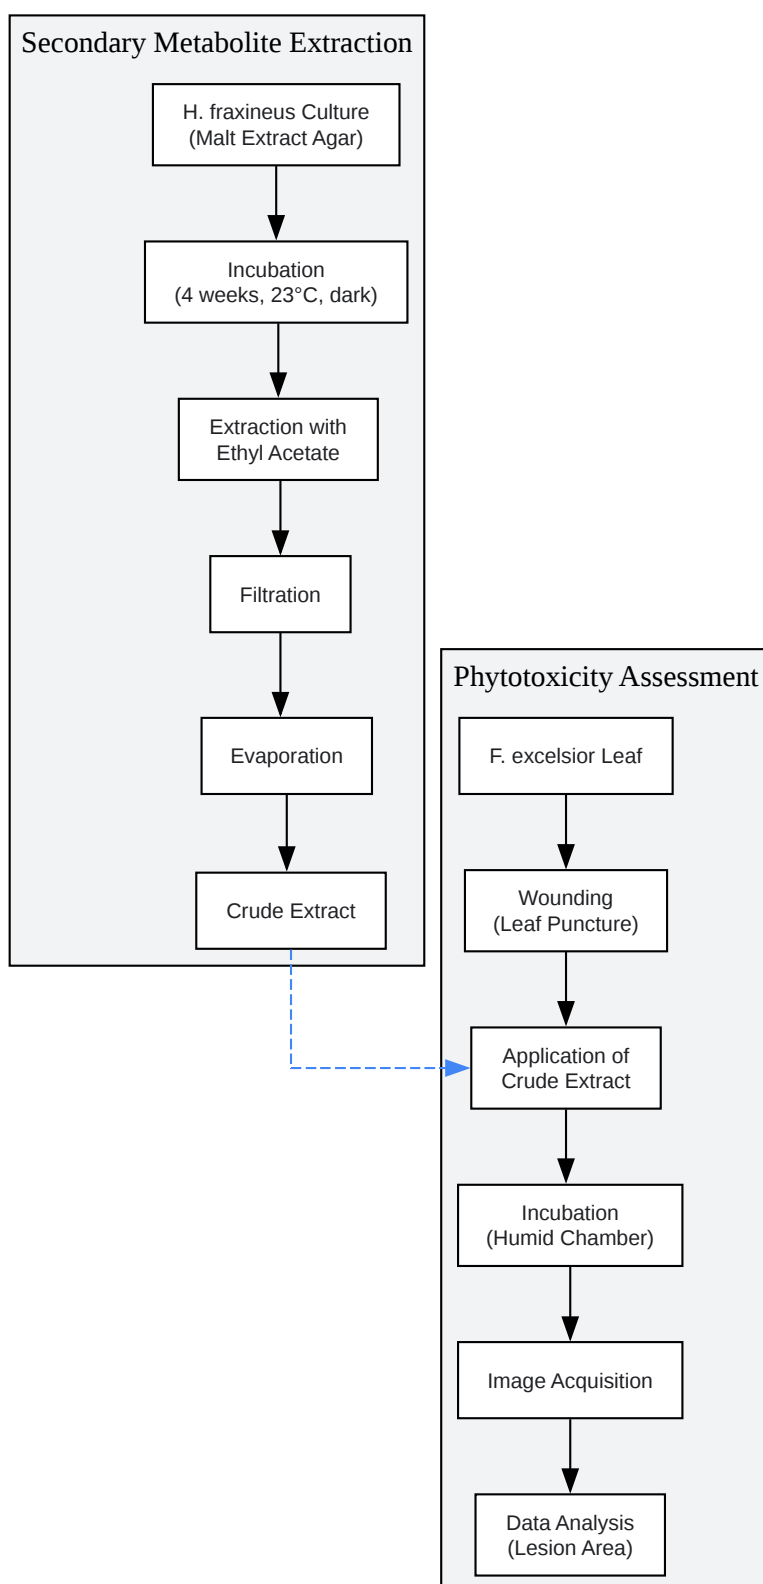 Secondary Metabolite Extraction
H. fraxineus Culture
(Malt Extract Agar)
Incubation
(4 weeks, 23°C, dark)
Extraction with
Ethyl Acetate
Filtration
Evaporation
Crude Extract
Phytotoxicity Assessment
F. excelsior Leaf
Wounding
(Leaf Puncture)
Application of
Crude Extract
Incubation
(Humid Chamber)
Image Acquisition
Data Analysis
(Lesion Area)